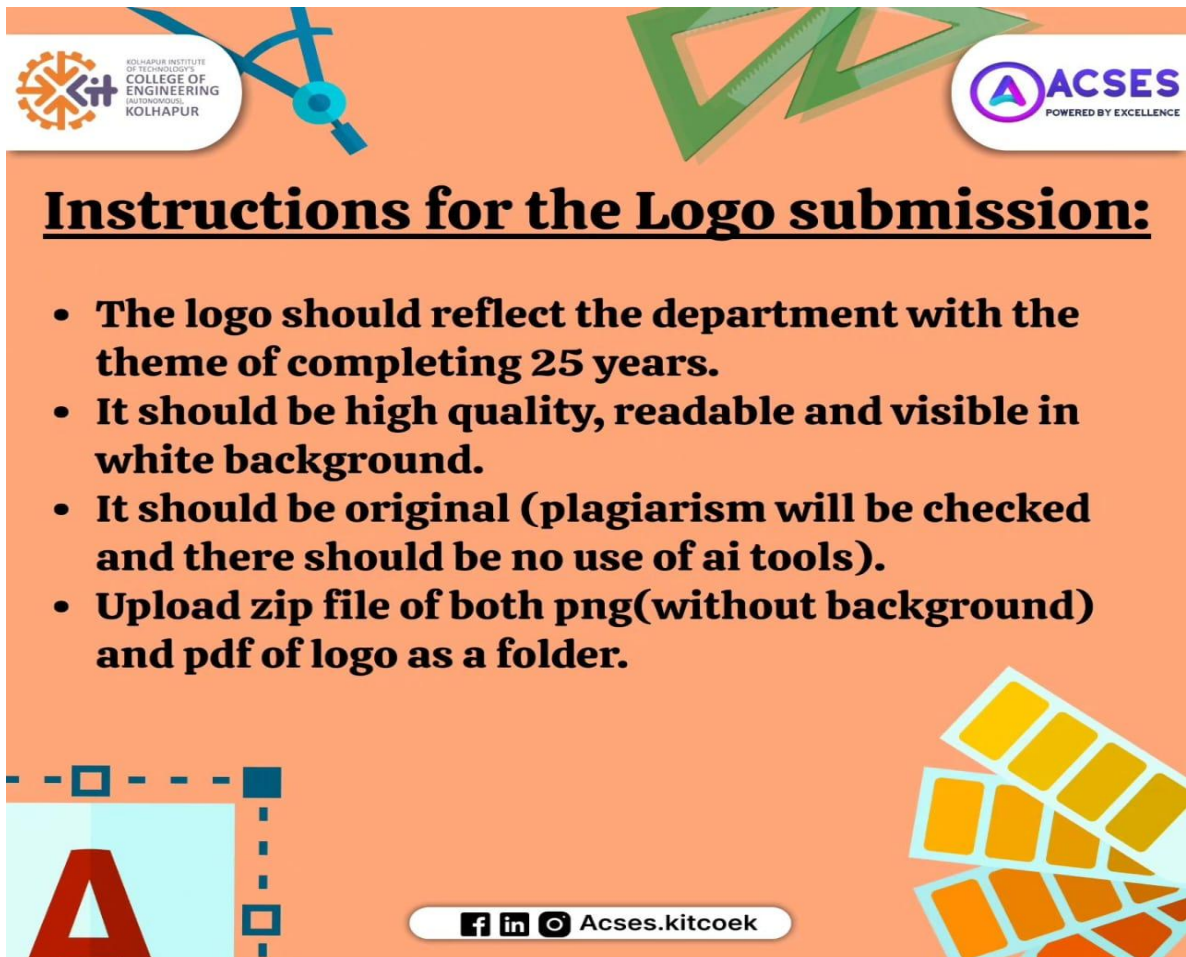 kit
KOLHAPUR INSTITUTE
OF TECHNOLOGY'S
COLLEGE OF
ENGINEERING
(AUTONOMOUS),
KOLHAPUR
A ACSES
POWERED BY EXCELLENCE
Instructions for the Logo submission:
• The logo should reflect the department with the
theme of completing 25 years.
• It should be high quality, readable and visible in
white background.
• It should be original (plagiarism will be checked
and there should be no use of ai tools).
• Upload zip file of both png(without background)
and pdf of logo as a folder.
A
f in Acses.kitcoek